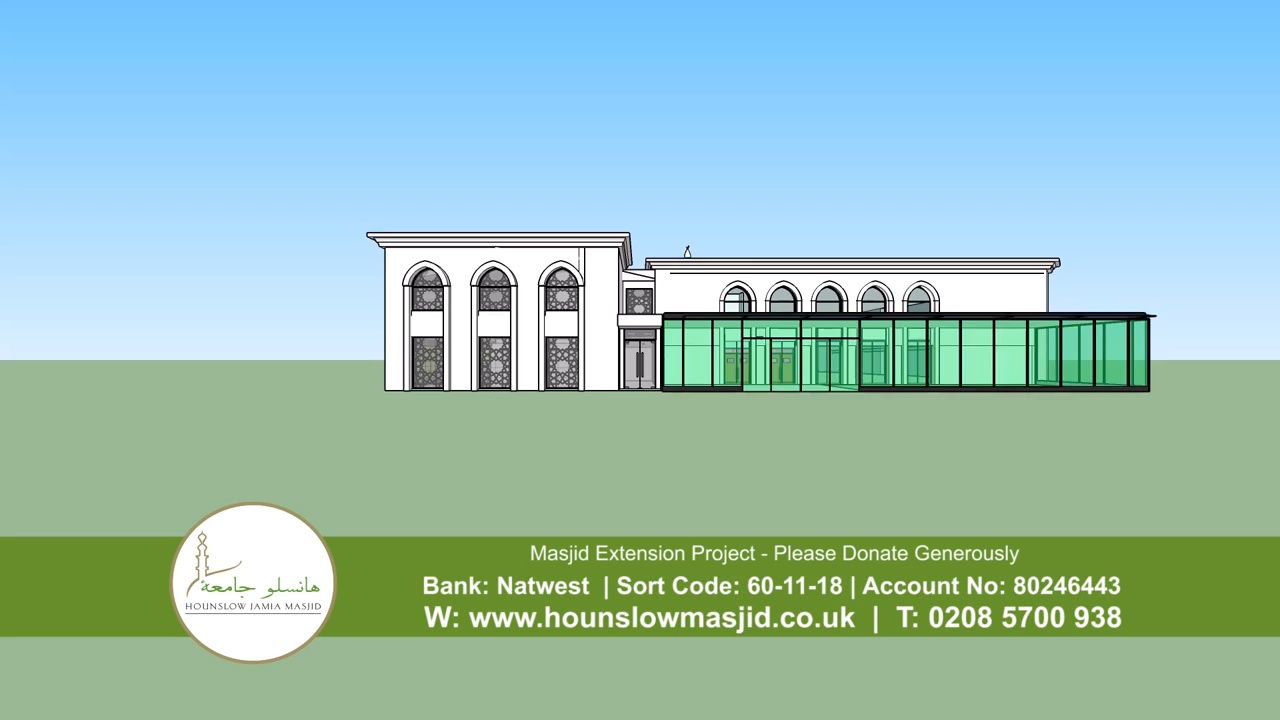 Masjid Extension Project - Please Donate Generously
Bank: Natwest | Sort Code: 60-11-18 | Account No: 80246443
W: www.hounslowmasjid.co.uk | T: 0208 5700 938
هانسلو جامعة
HOUNSLOW JAMIA MASJID